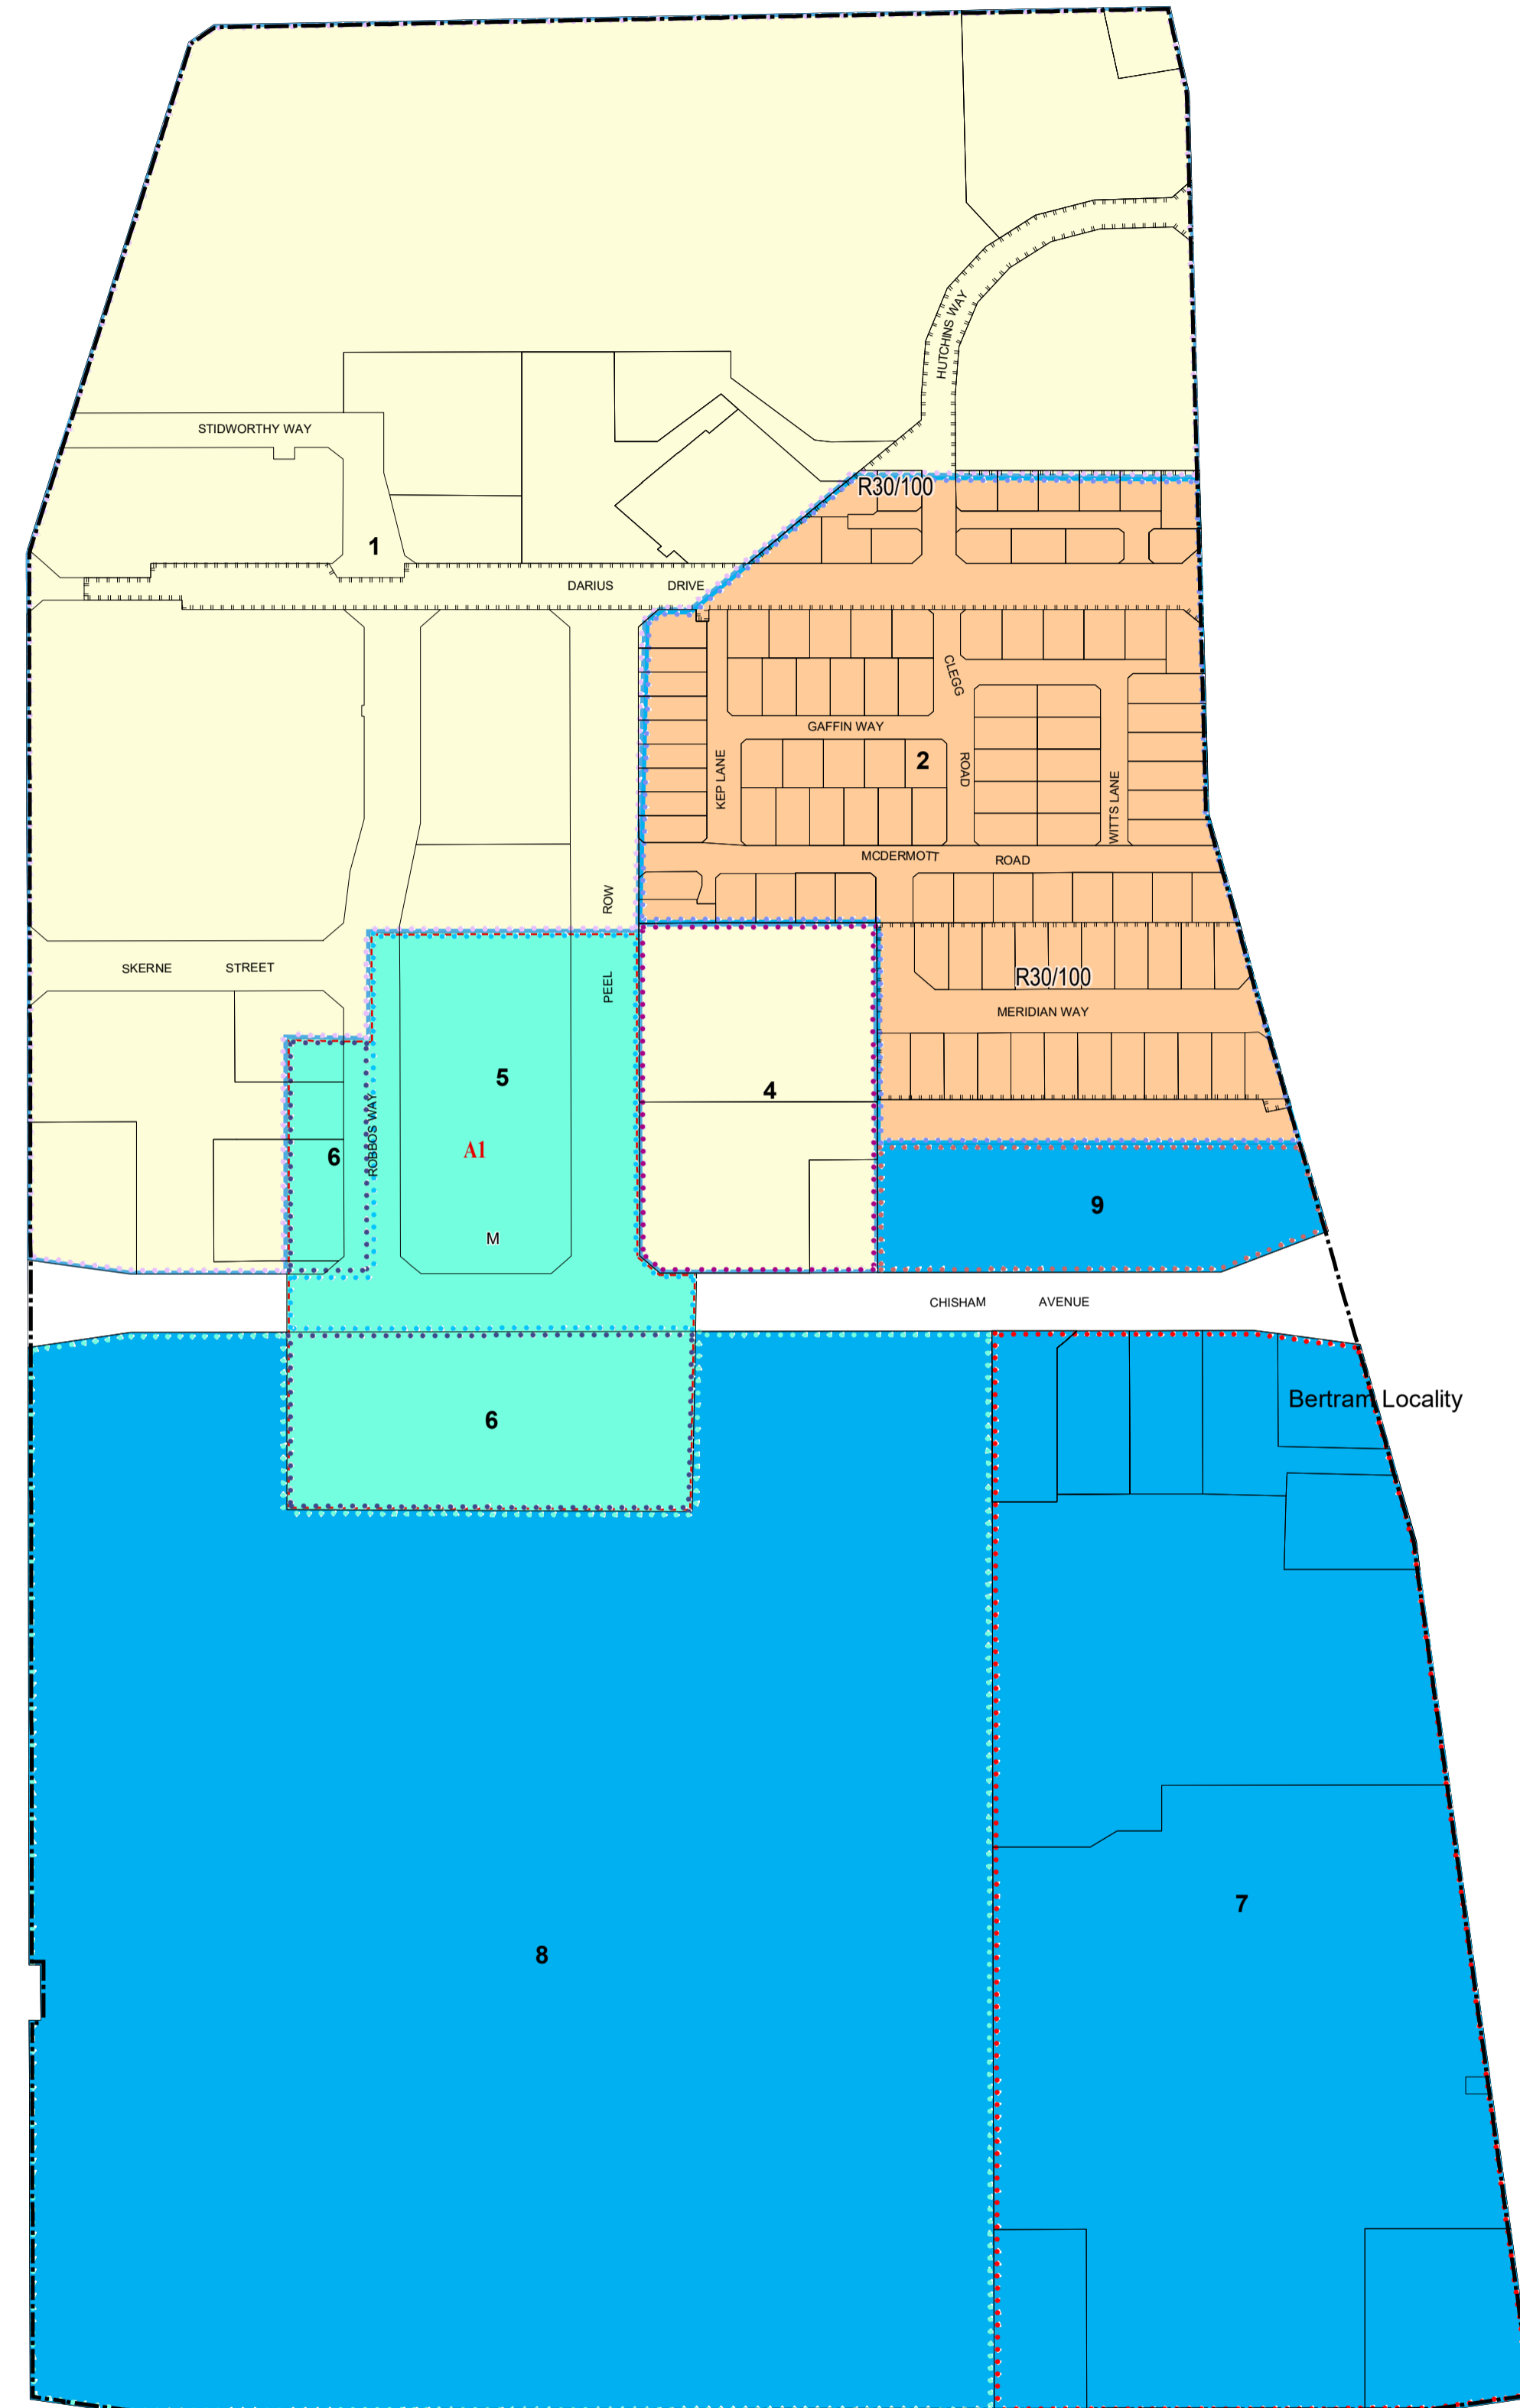 HUTCHINS WAY
STIDWORTHY WAY
R30/100
1
DARIUS DRIVE
CLEGG ROAD
GAFFIN WAY
2
KEP LANE
WITTS LANE
MCDERMOTT ROAD
PEEL ROW
SKERNE STREET
R30/100
MERIDIAN WAY
5
4
ROBBOS WAY
A1
6
9
M
CHISHAM AVENUE
Bertram Locality
6
7
8